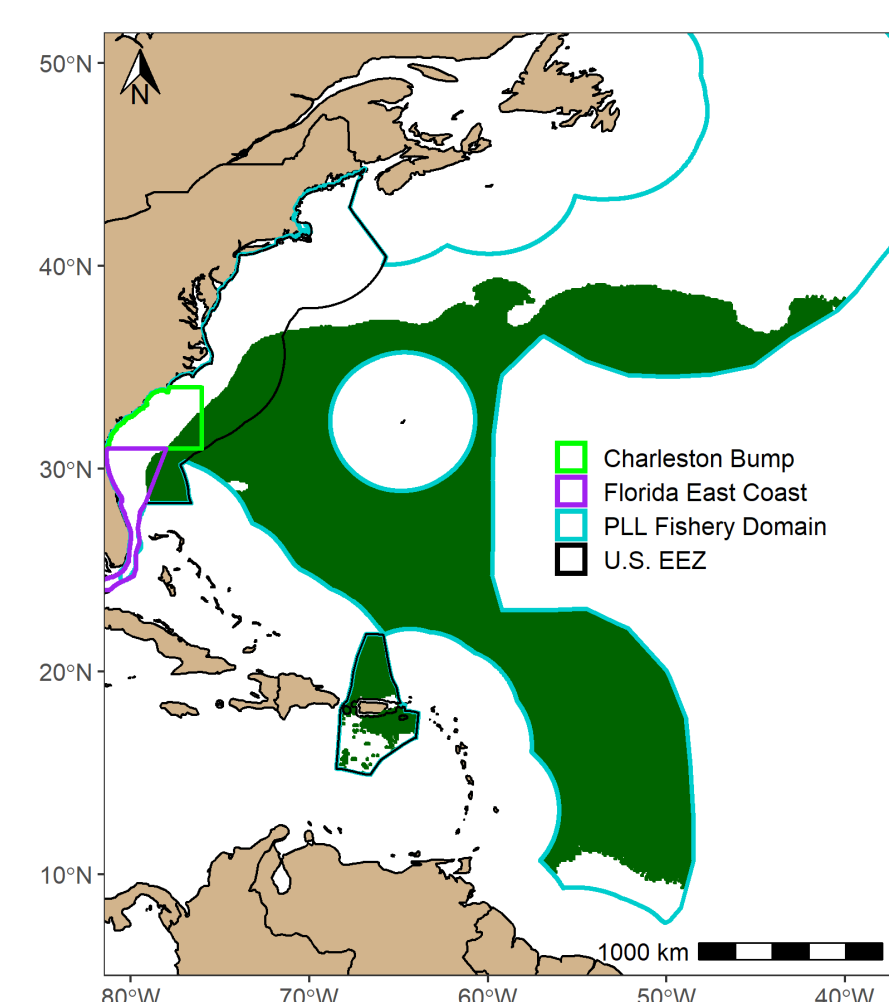 50°N
N
40°N
30°N
Charleston Bump
Florida East Coast
PLL Fishery Domain
U.S. EEZ
20°N
10°N
1000 km
80°W 70°W 60°W 50°W 40°W